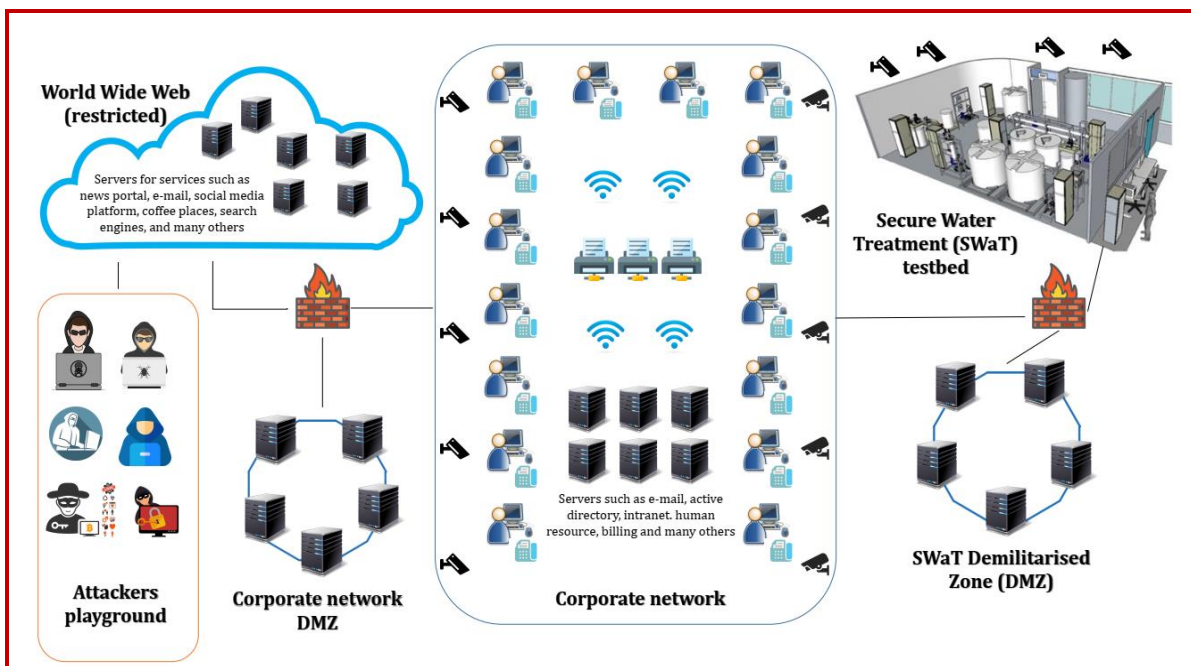 World Wide Web
(restricted)
Servers for services such as
news portal, e-mail, social media
platform, coffee places, search
engines, and many others
Attackers
playground
Corporate network
DMZ
Servers such as e-mail, active
directory, intranet. human
resource, billing and many others
Corporate network
Secure Water
Treatment (SWaT)
testbed
SWaT Demilitarised
Zone (DMZ)